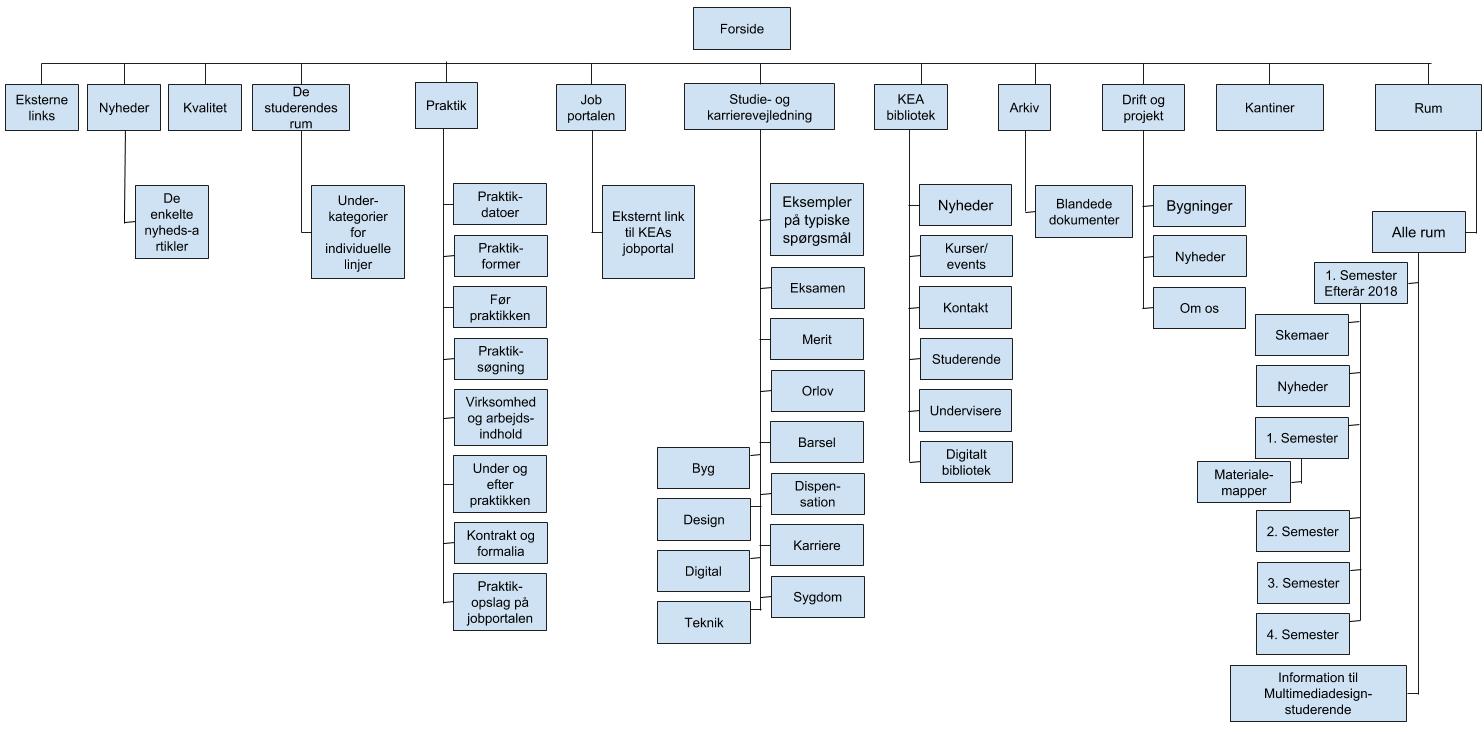 Forside
Eksterne
links
Nyheder
Kvalitet
De
studerendes
rum
Praktik
Job
portalen
Studie- og
karrierevejledning
KEA
bibliotek
Arkiv
Drift og
projekt
Kantiner
Rum
De
enkelte
nyheds-a
rtikler
Under-
kategorier
for
individuelle
linjer
Praktik-
datoer
Praktik-
former
Før
praktikken
Praktik-
søgning
Virksomhed
og arbejds-
indhold
Under og
efter
praktikken
Kontrakt og
formalia
Praktik-
opslag på
jobportalen
Eksternt link
til KEAs
jobportal
Eksempler
på typiske
spørgsmål
Eksamen
Merit
Orlov
Barsel
Dispen-
sation
Karriere
Sygdom
Byg
Design
Digital
Teknik
Nyheder
Kurser/
events
Kontakt
Studerende
Undervisere
Digitalt
bibliotek
Blandede
dokumenter
Bygninger
Nyheder
Om os
Alle rum
1. Semester
Efterår 2018
Skemaer
Nyheder
1. Semester
Materiale-
mapper
2. Semester
3. Semester
4. Semester
Information til
Multimediadesign-
studerende